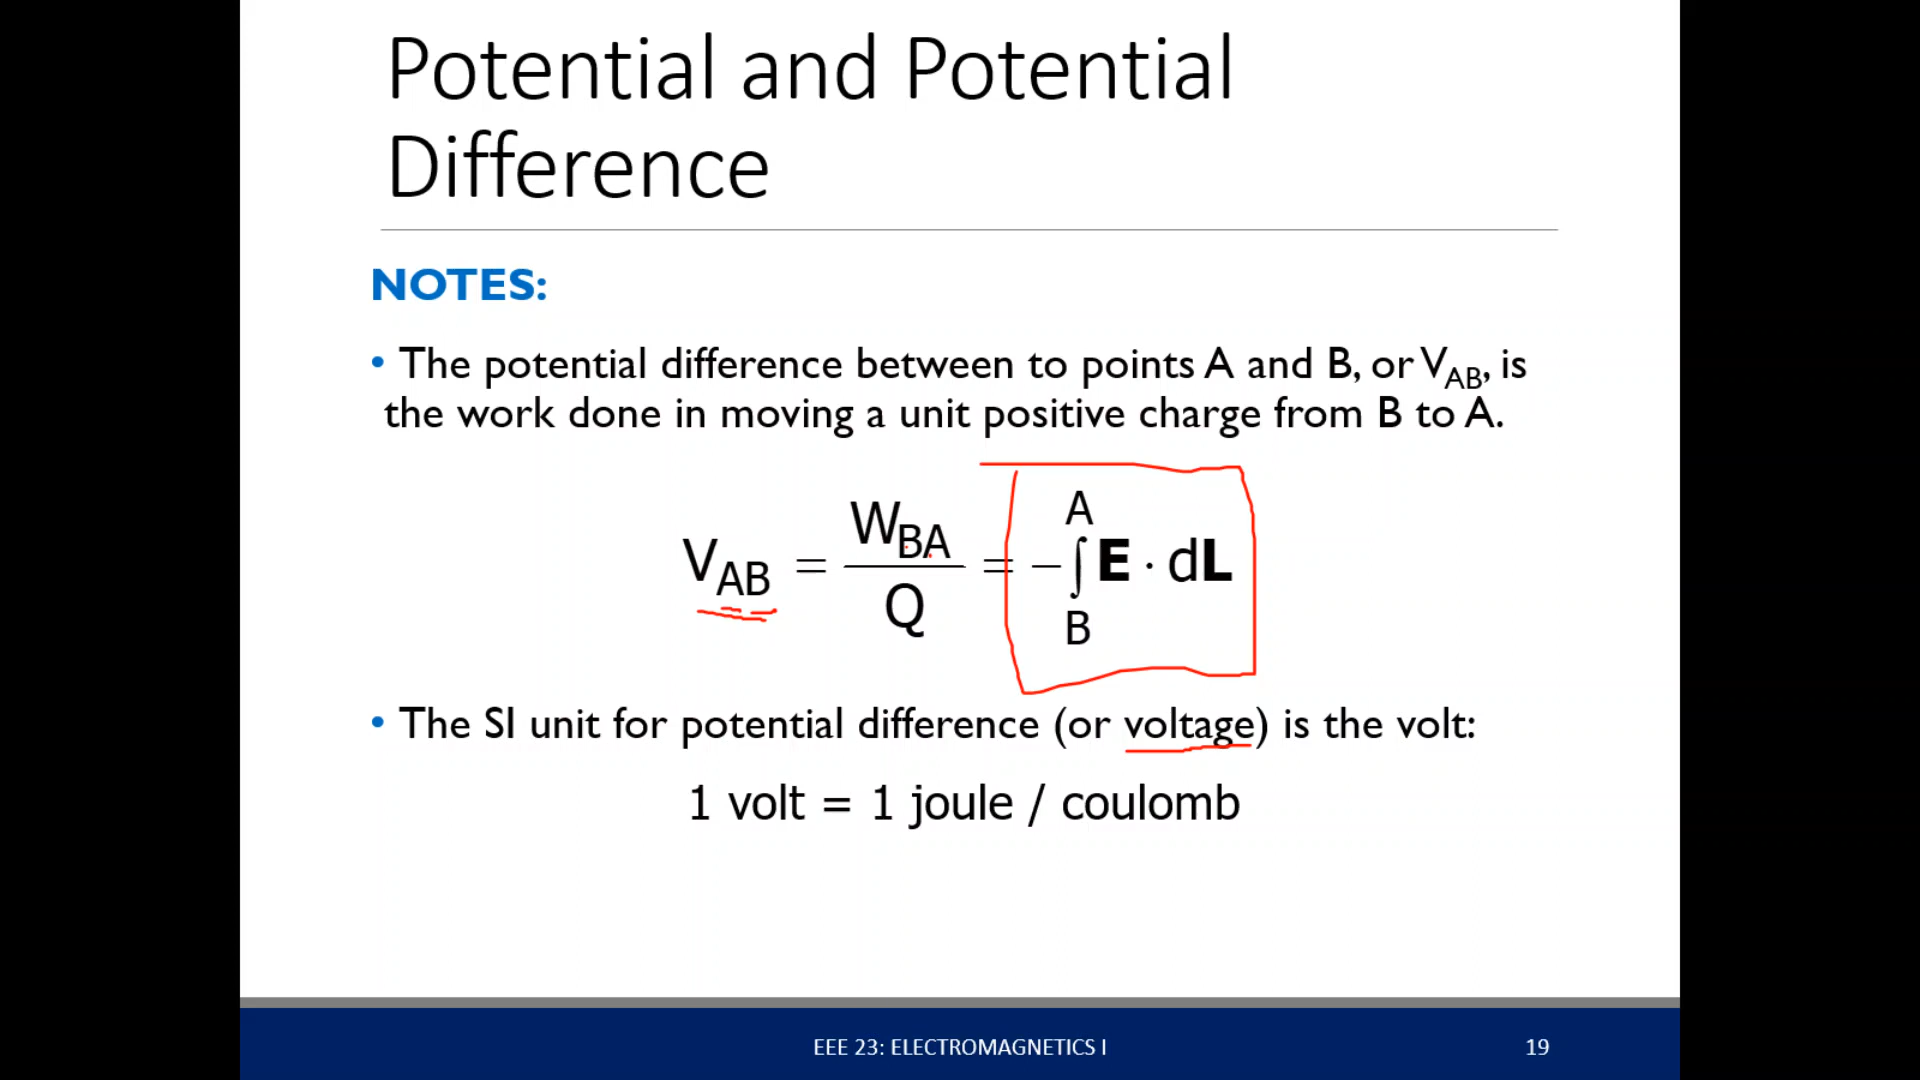 Potential and Potential
Difference
NOTES:
• The potential difference between to points A and B, or V_AB, is
the work done in moving a unit positive charge from B to A.
V_AB = W_BA / Q = −∫_B^A E · dL
• The SI unit for potential difference (or voltage) is the volt:
1 volt = 1 joule / coulomb
EEE 23: ELECTROMAGNETICS I
19